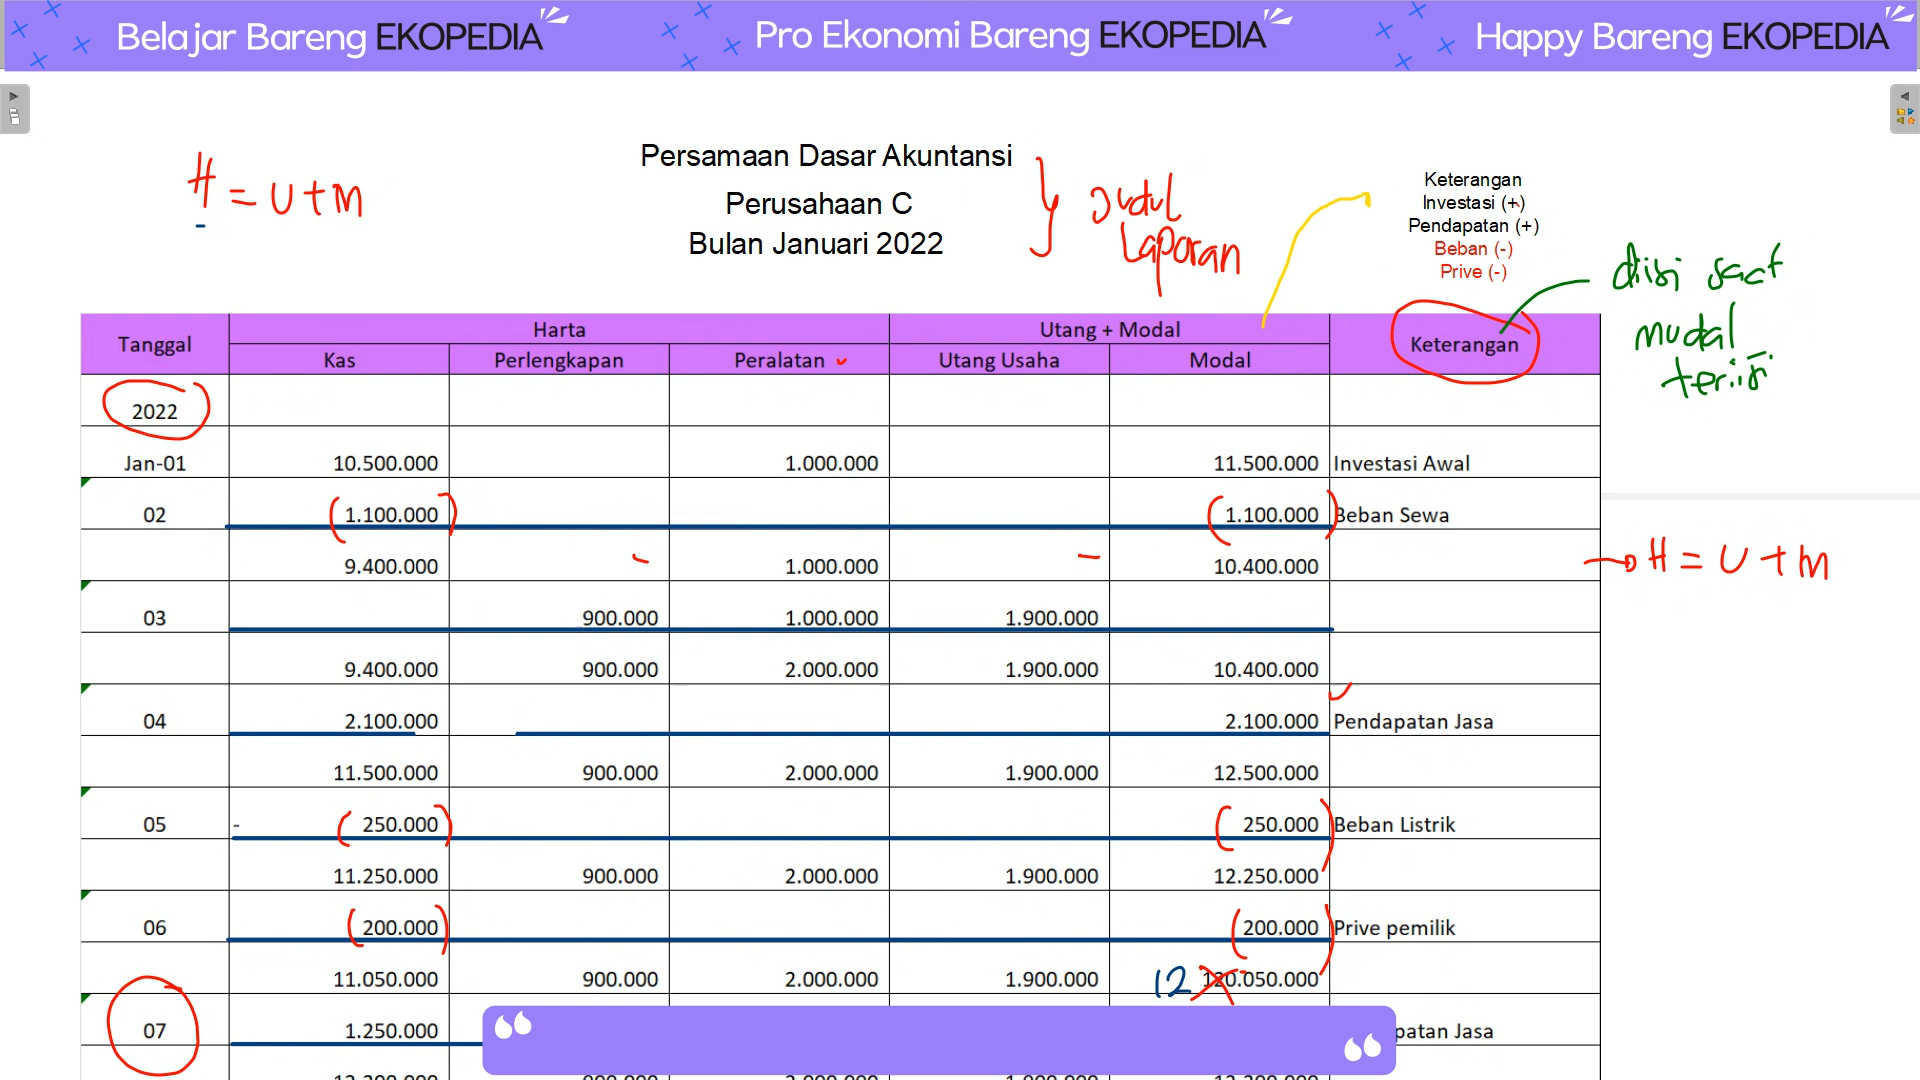 Belajar Bareng EKOPEDIA Pro Ekonomi Bareng EKOPEDIA Happy Bareng EKOPEDIA
H = U + M
Persamaan Dasar Akuntansi
Perusahaan C
Bulan Januari 2022
Judul
Laporan
Keterangan
Investasi (+)
Pendapatan (+)
Beban (-)
Prive (-)
diisi saat
modal
terisi
Tanggal Harta Utang + Modal Keterangan
Kas Perlengkapan Peralatan Utang Usaha Modal
2022
Jan-01 10.500.000 1.000.000 11.500.000 Investasi Awal
02 (1.100.000) (1.100.000) Beban Sewa
9.400.000 - 1.000.000 - 10.400.000
H = U + M
03 900.000 1.000.000 1.900.000
9.400.000 900.000 2.000.000 1.900.000 10.400.000
04 2.100.000 2.100.000 Pendapatan Jasa
11.500.000 900.000 2.000.000 1.900.000 12.500.000
05 - (250.000) (250.000) Beban Listrik
11.250.000 900.000 2.000.000 1.900.000 12.250.000
06 (200.000) (200.000) Prive pemilik
11.050.000 900.000 2.000.000 1.900.000 12 120.050.000
07 1.250.000 patan Jasa